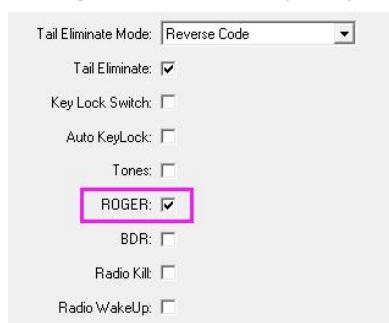 Tail Eliminate Mode: Reverse Code
Tail Eliminate:
Key Lock Switch:
Auto KeyLock:
Tones:
ROGER:
BDR:
Radio Kill:
Radio WakeUp: